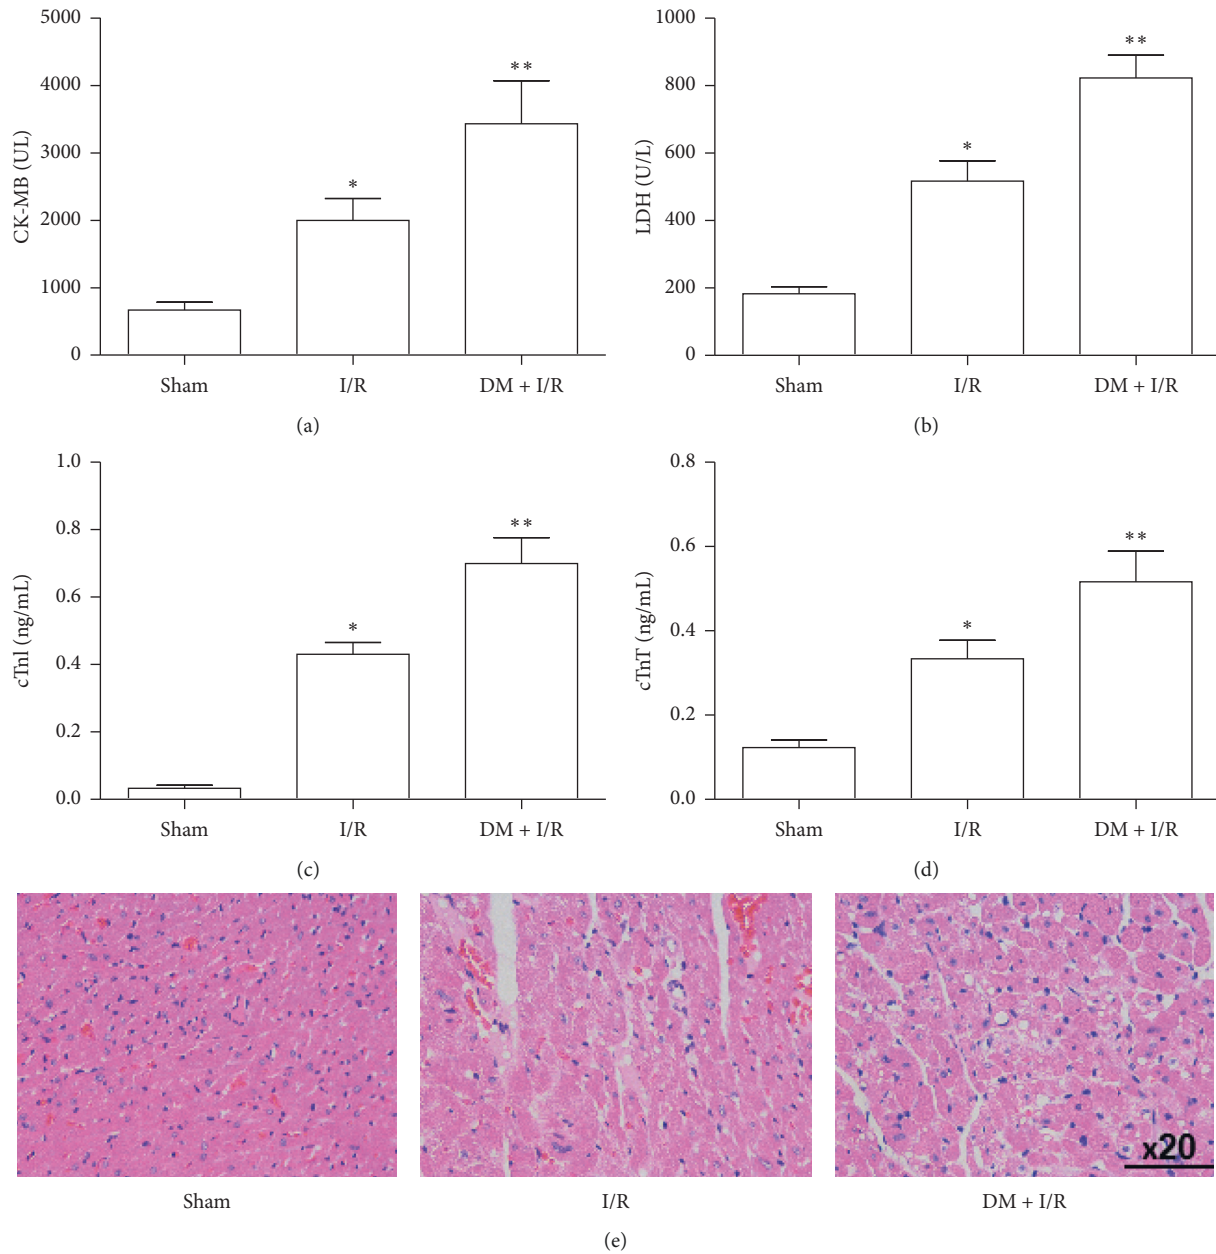 5000
4000
3000
2000
1000
0
CK-MB (UL)
*
**
Sham
I/R
DM + I/R
(a)
1000
800
600
400
200
0
LDH (U/L)
*
**
Sham
I/R
DM + I/R
(b)
1.0
0.8
0.6
0.4
0.2
0.0
cTnl (ng/mL)
*
**
Sham
I/R
DM + I/R
(c)
0.8
0.6
0.4
0.2
0.0
cTnT (ng/mL)
*
**
Sham
I/R
DM + I/R
(d)
x20
Sham
I/R
DM + I/R
(e)